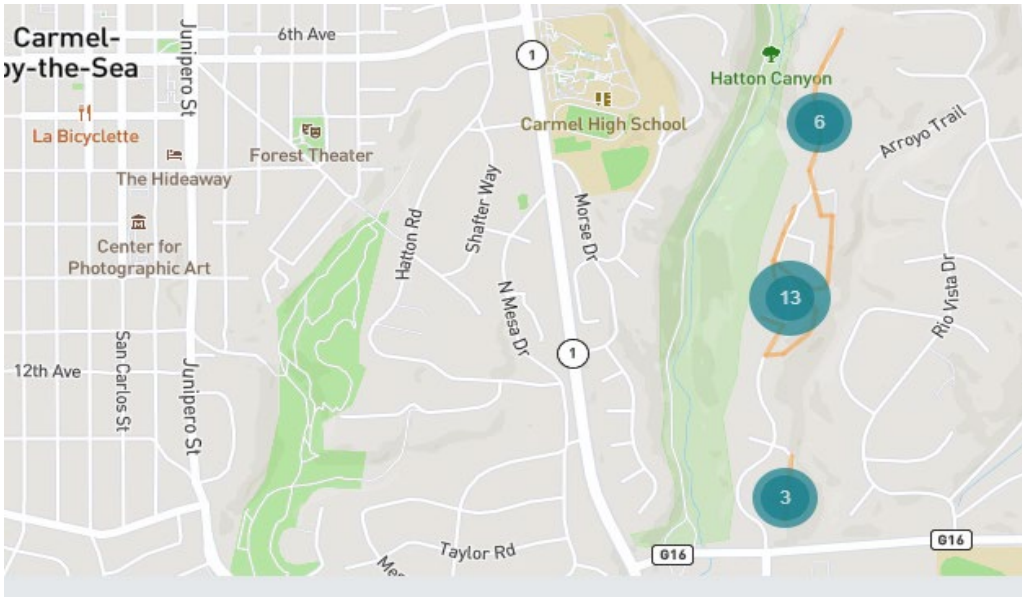 Carmel-
by-the-Sea
Junipero St
6th Ave
1
Hatton Canyon
La Bicyclette
Carmel High School
6
Forest Theater
Arroyo Trail
The Hideaway
Shafter Way
Morse Dr
Hatton Rd
Center for
Photographic Art
Rio Vista Dr
13
N Mesa Dr
San Carlos St
1
12th Ave
Junipero St
3
Taylor Rd
G16
G16